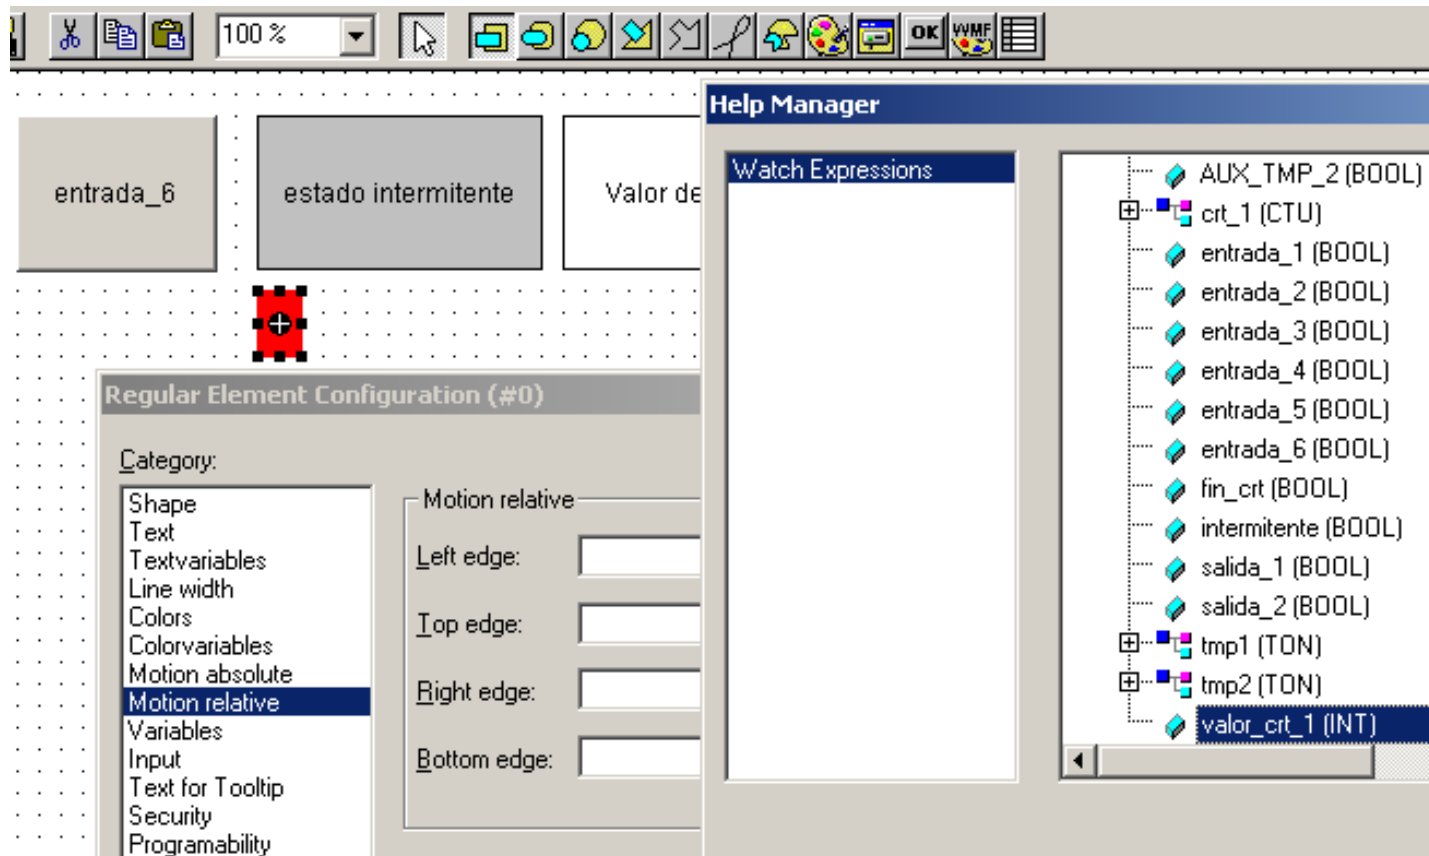 100 %
OK
WMF
Help Manager
entrada_6
estado intermitente
Valor de
Watch Expressions
AUX_TMP_2 (BOOL)
crt_1 (CTU)
entrada_1 (BOOL)
entrada_2 (BOOL)
entrada_3 (BOOL)
entrada_4 (BOOL)
entrada_5 (BOOL)
entrada_6 (BOOL)
fin_crt (BOOL)
intermitente (BOOL)
salida_1 (BOOL)
salida_2 (BOOL)
tmp1 (TON)
tmp2 (TON)
valor_crt_1 (INT)
Regular Element Configuration (#0)
Category:
Shape
Text
Textvariables
Line width
Colors
Colorvariables
Motion absolute
Motion relative
Variables
Input
Text for Tooltip
Security
Programability
Motion relative
Left edge:
Top edge:
Right edge:
Bottom edge: